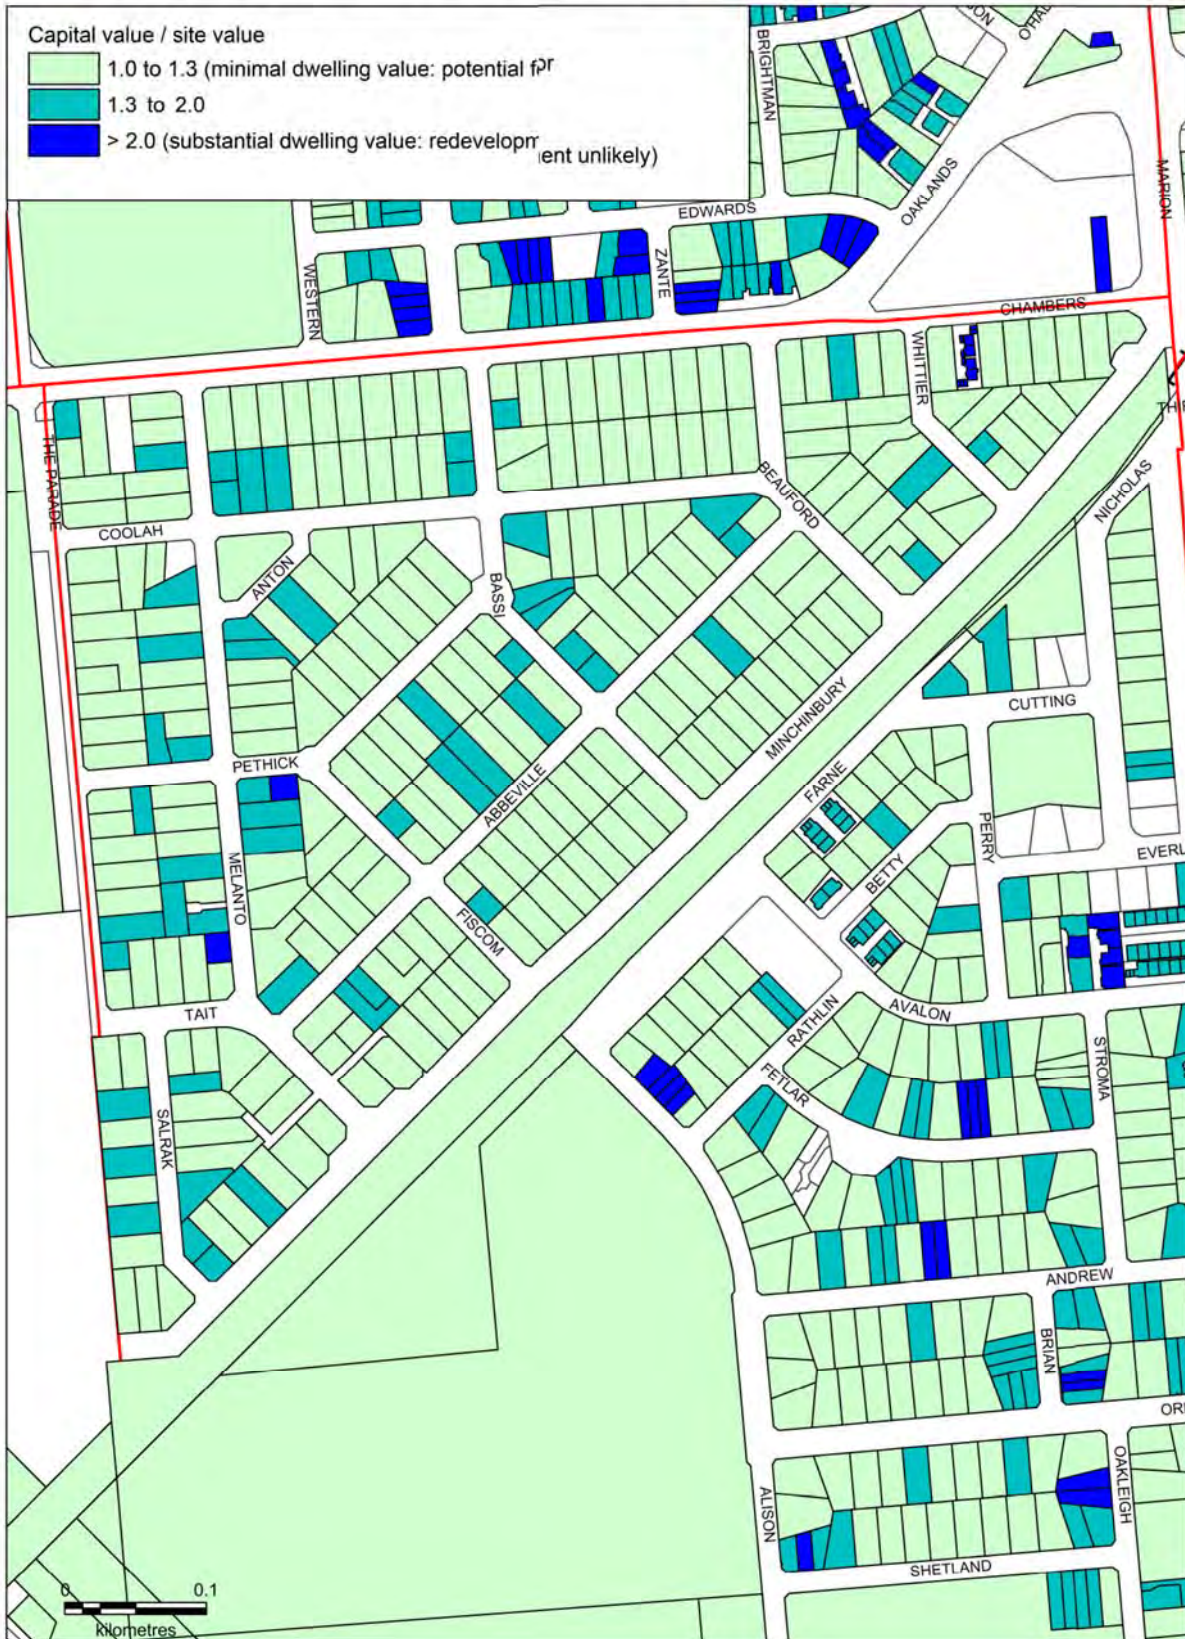 Capital value / site value
1.0 to 1.3 (minimal dwelling value: potential for
1.3 to 2.0
> 2.0 (substantial dwelling value: redevelopment unlikely)
BRIGHTMAN
OAKLANDS
MARION
EDWARDS
WESTERN
ZANTE
CHAMBERS
WHITTIER
THE PARADE
BEAUFORD
NICHOLAS
COOLAH
ANTON
BASSI
CUTTING
MINCHINBURY
PETHICK
FARNE
ABBEVILLE
PERRY
EVERL
BETTY
MELANTO
FISCOM
TAIT
AVALON
RATHLIN
STROMA
FETLAR
SALRAK
ANDREW
BRIAN
ALISON
OAKLEIGH
SHETLAND
0 0.1
kilometres